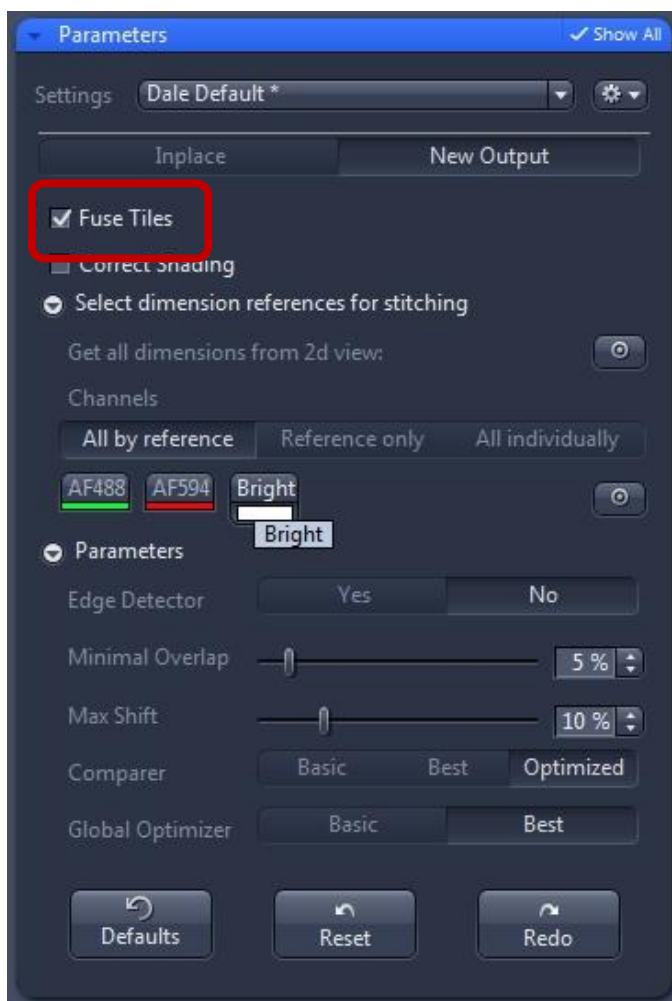 Parameters Show All
Settings Dale Default *
Inplace New Output
Fuse Tiles
Correct Shading
Select dimension references for stitching
Get all dimensions from 2d view:
Channels
All by reference Reference only All individually
AF488 AF594 Bright
Bright
Parameters
Edge Detector Yes No
Minimal Overlap 5 %
Max Shift 10 %
Comparer Basic Best Optimized
Global Optimizer Basic Best
Defaults Reset Redo